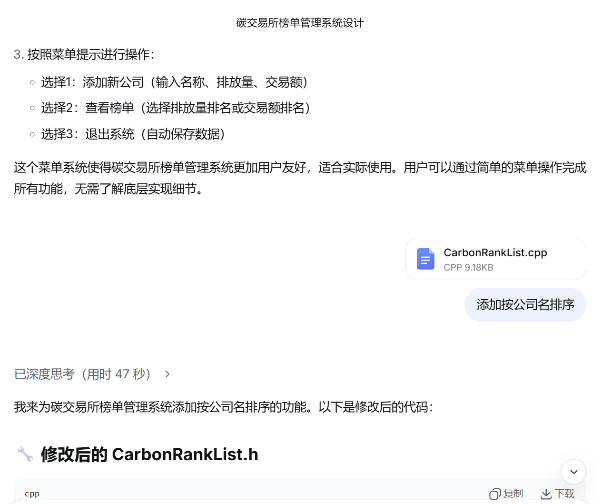 碳交易所榜单管理系统设计
3. 按照菜单提示进行操作：
选择1：添加新公司（输入名称、排放量、交易额）
选择2：查看榜单（选择排放量排名或交易额排名）
选择3：退出系统（自动保存数据）
这个菜单系统使得碳交易所榜单管理系统更加用户友好，适合实际使用。用户可以通过简单的菜单操作完成
所有功能，无需了解底层实现细节。
CarbonRankList.cpp
CPP 9.18KB
添加按公司名排序
已深度思考（用时 47 秒）
我来为碳交易所榜单管理系统添加按公司名排序的功能。以下是修改后的代码：
修改后的 CarbonRankList.h
cpp
复制
下载